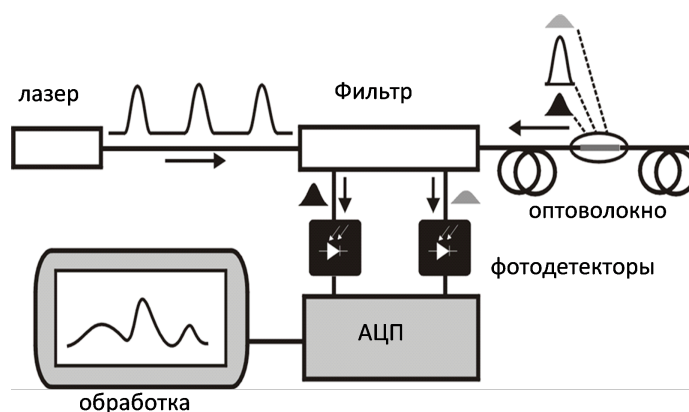 лазер
Фильтр
оптоволокно
фотодетекторы
АЦП
обработка